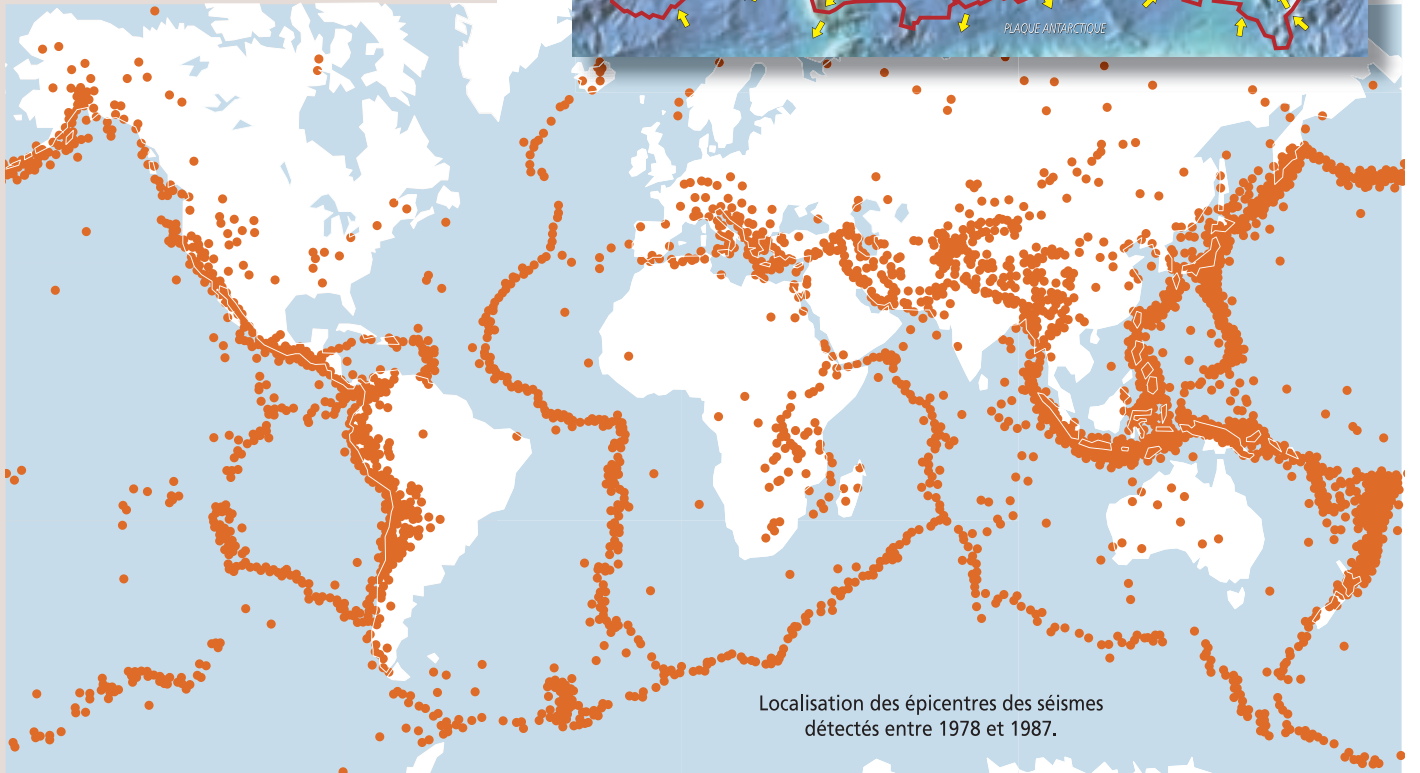 PLAQUE ANTARCTIQUE
Localisation des épicentres des séismes
détectés entre 1978 et 1987.